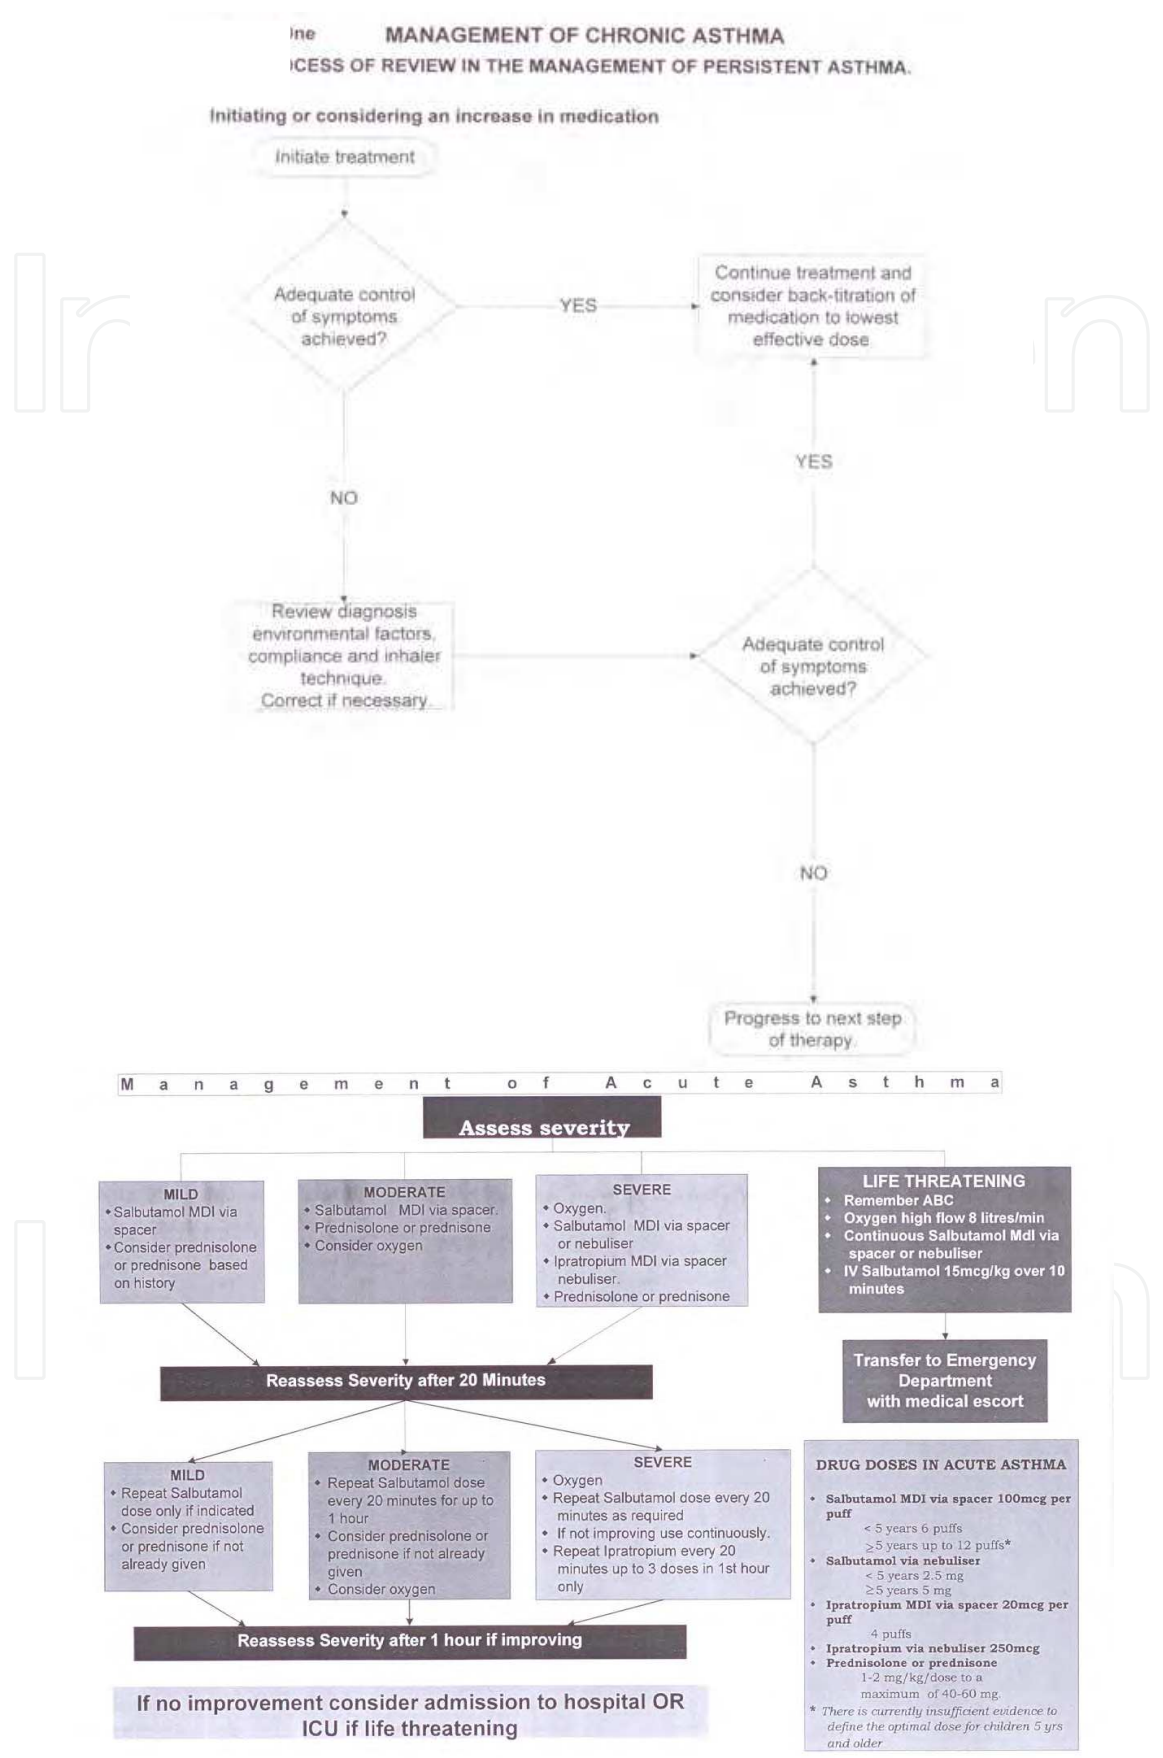 ne MANAGEMENT OF CHRONIC ASTHMA
CESS OF REVIEW IN THE MANAGEMENT OF PERSISTENT ASTHMA.
Initiating or considering an increase in medication
Initiate treatment
Adequate control
of symptoms
achieved?
YES
Continue treatment and
consider back-titration of
medication to lowest
effective dose
NO
YES
Review diagnosis
environmental factors,
compliance and inhaler
technique.
Correct if necessary.
Adequate control
of symptoms
achieved?
NO
Progress to next step
of therapy.
Management of Acute Asthma
Assess severity
MILD
• Salbutamol MDI via
spacer
• Consider prednisolone
or prednisone based
on history
MODERATE
• Salbutamol MDI via spacer.
• Prednisolone or prednisone
• Consider oxygen
SEVERE
• Oxygen.
• Salbutamol MDI via spacer
or nebuliser
• Ipratropium MDI via spacer
nebuliser.
• Prednisolone or prednisone
LIFE THREATENING
• Remember ABC
• Oxygen high flow 8 litres/min
• Continuous Salbutamol MdI via
spacer or nebuliser
• IV Salbutamol 15mcg/kg over 10
minutes
Reassess Severity after 20 Minutes
Transfer to Emergency
Department
with medical escort
MILD
• Repeat Salbutamol
dose only if indicated
• Consider prednisolone
or prednisone if not
already given
MODERATE
• Repeat Salbutamol dose
every 20 minutes for up to
1 hour
• Consider prednisolone or
prednisone if not already
given
• Consider oxygen
SEVERE
• Oxygen
• Repeat Salbutamol dose every 20
minutes as required
• If not improving use continuously.
• Repeat Ipratropium every 20
minutes up to 3 doses in 1st hour
only
DRUG DOSES IN ACUTE ASTHMA
• Salbutamol MDI via spacer 100mcg per
puff
< 5 years 6 puffs
≥5 years up to 12 puffs*
• Salbutamol via nebuliser
< 5 years 2.5 mg
≥5 years 5 mg
• Ipratropium MDI via spacer 20mcg per
puff
4 puffs
• Ipratropium via nebuliser 250mcg
• Prednisolone or prednisone
1-2 mg/kg/dose to a
maximum of 40-60 mg.
* There is currently insufficient evidence to
define the optimal dose for children 5 yrs
and older
Reassess Severity after 1 hour if improving
If no improvement consider admission to hospital OR
ICU if life threatening